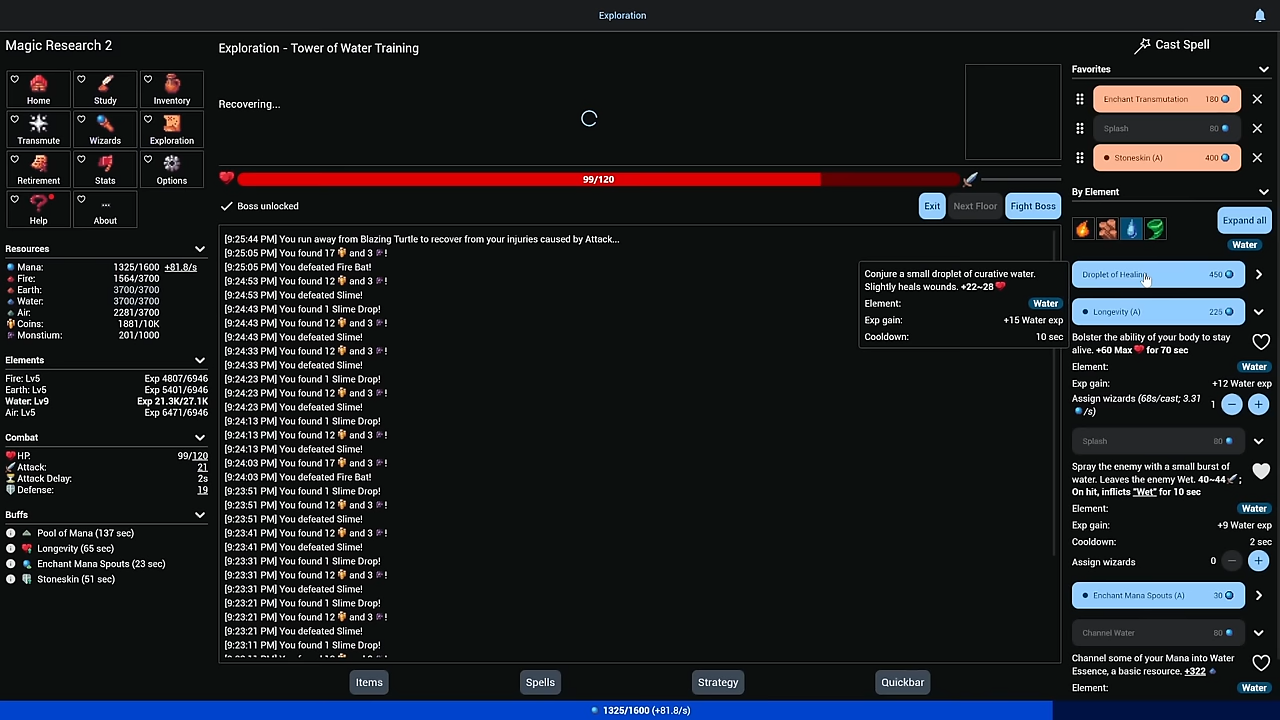 Exploration
Magic Research 2
Home
Study
Inventory
Transmute
Wizards
Exploration
Retirement
Stats
Options
Help
About
Resources
Mana: 1325/1600 +81.8/s
Fire: 1564/3700
Earth: 3700/3700
Water: 3700/3700
Air: 2281/3700
Coins: 1881/10K
Monstium: 201/1000
Elements
Fire: Lv5 Exp 4807/6946
Earth: Lv5 Exp 5401/6946
Water: Lv9 Exp 21.3K/27.1K
Air: Lv5 Exp 6471/6946
Combat
HP: 99/120
Attack: 21
Attack Delay: 2s
Defense: 19
Buffs
Pool of Mana (137 sec)
Longevity (65 sec)
Enchant Mana Spouts (23 sec)
Stoneskin (51 sec)
Exploration - Tower of Water Training
Recovering...
99/120
Boss unlocked
Exit
Next Floor
Fight Boss
[9:25:44 PM] You run away from Blazing Turtle to recover from your injuries caused by Attack...
[9:25:05 PM] You found 17 and 3 !
[9:25:05 PM] You defeated Fire Bat!
[9:24:53 PM] You found 12 and 3 !
[9:24:53 PM] You defeated Slime!
[9:24:43 PM] You found 1 Slime Drop!
[9:24:43 PM] You found 12 and 3 !
[9:24:43 PM] You defeated Slime!
[9:24:33 PM] You found 12 and 3 !
[9:24:33 PM] You defeated Slime!
[9:24:23 PM] You found 1 Slime Drop!
[9:24:23 PM] You found 12 and 3 !
[9:24:23 PM] You defeated Slime!
[9:24:13 PM] You found 1 Slime Drop!
[9:24:13 PM] You found 12 and 3 !
[9:24:13 PM] You defeated Slime!
[9:24:03 PM] You found 17 and 3 !
[9:24:03 PM] You defeated Fire Bat!
[9:23:51 PM] You found 1 Slime Drop!
[9:23:51 PM] You found 12 and 3 !
[9:23:51 PM] You defeated Slime!
[9:23:41 PM] You found 1 Slime Drop!
[9:23:41 PM] You found 12 and 3 !
[9:23:41 PM] You defeated Slime!
[9:23:31 PM] You found 1 Slime Drop!
[9:23:31 PM] You found 12 and 3 !
[9:23:31 PM] You defeated Slime!
[9:23:21 PM] You found 1 Slime Drop!
[9:23:21 PM] You found 12 and 3 !
[9:23:21 PM] You defeated Slime!
[9:23:11 PM] You found 1 Slime Drop!
Items
Spells
Strategy
Quickbar
Conjure a small droplet of curative water.
Slightly heals wounds. +22~28
Element: Water
Exp gain: +15 Water exp
Cooldown: 10 sec
Cast Spell
Favorites
Enchant Transmutation 180
Splash 80
Stoneskin (A) 400
By Element
Expand all
Water
Droplet of Healing 450
Longevity (A) 225
Bolster the ability of your body to stay
alive. +60 Max for 70 sec
Element: Water
Exp gain: +12 Water exp
Assign wizards (68s/cast; 3.31 1
/s)
Splash 80
Spray the enemy with a small burst of
water. Leaves the enemy Wet. 40~44 ;
On hit, inflicts "Wet" for 10 sec
Element: Water
Exp gain: +9 Water exp
Cooldown: 2 sec
Assign wizards 0
Enchant Mana Spouts (A) 30
Channel Water 80
Channel some of your Mana into Water
Essence, a basic resource. +322
Element: Water
1325/1600 (+81.8/s)